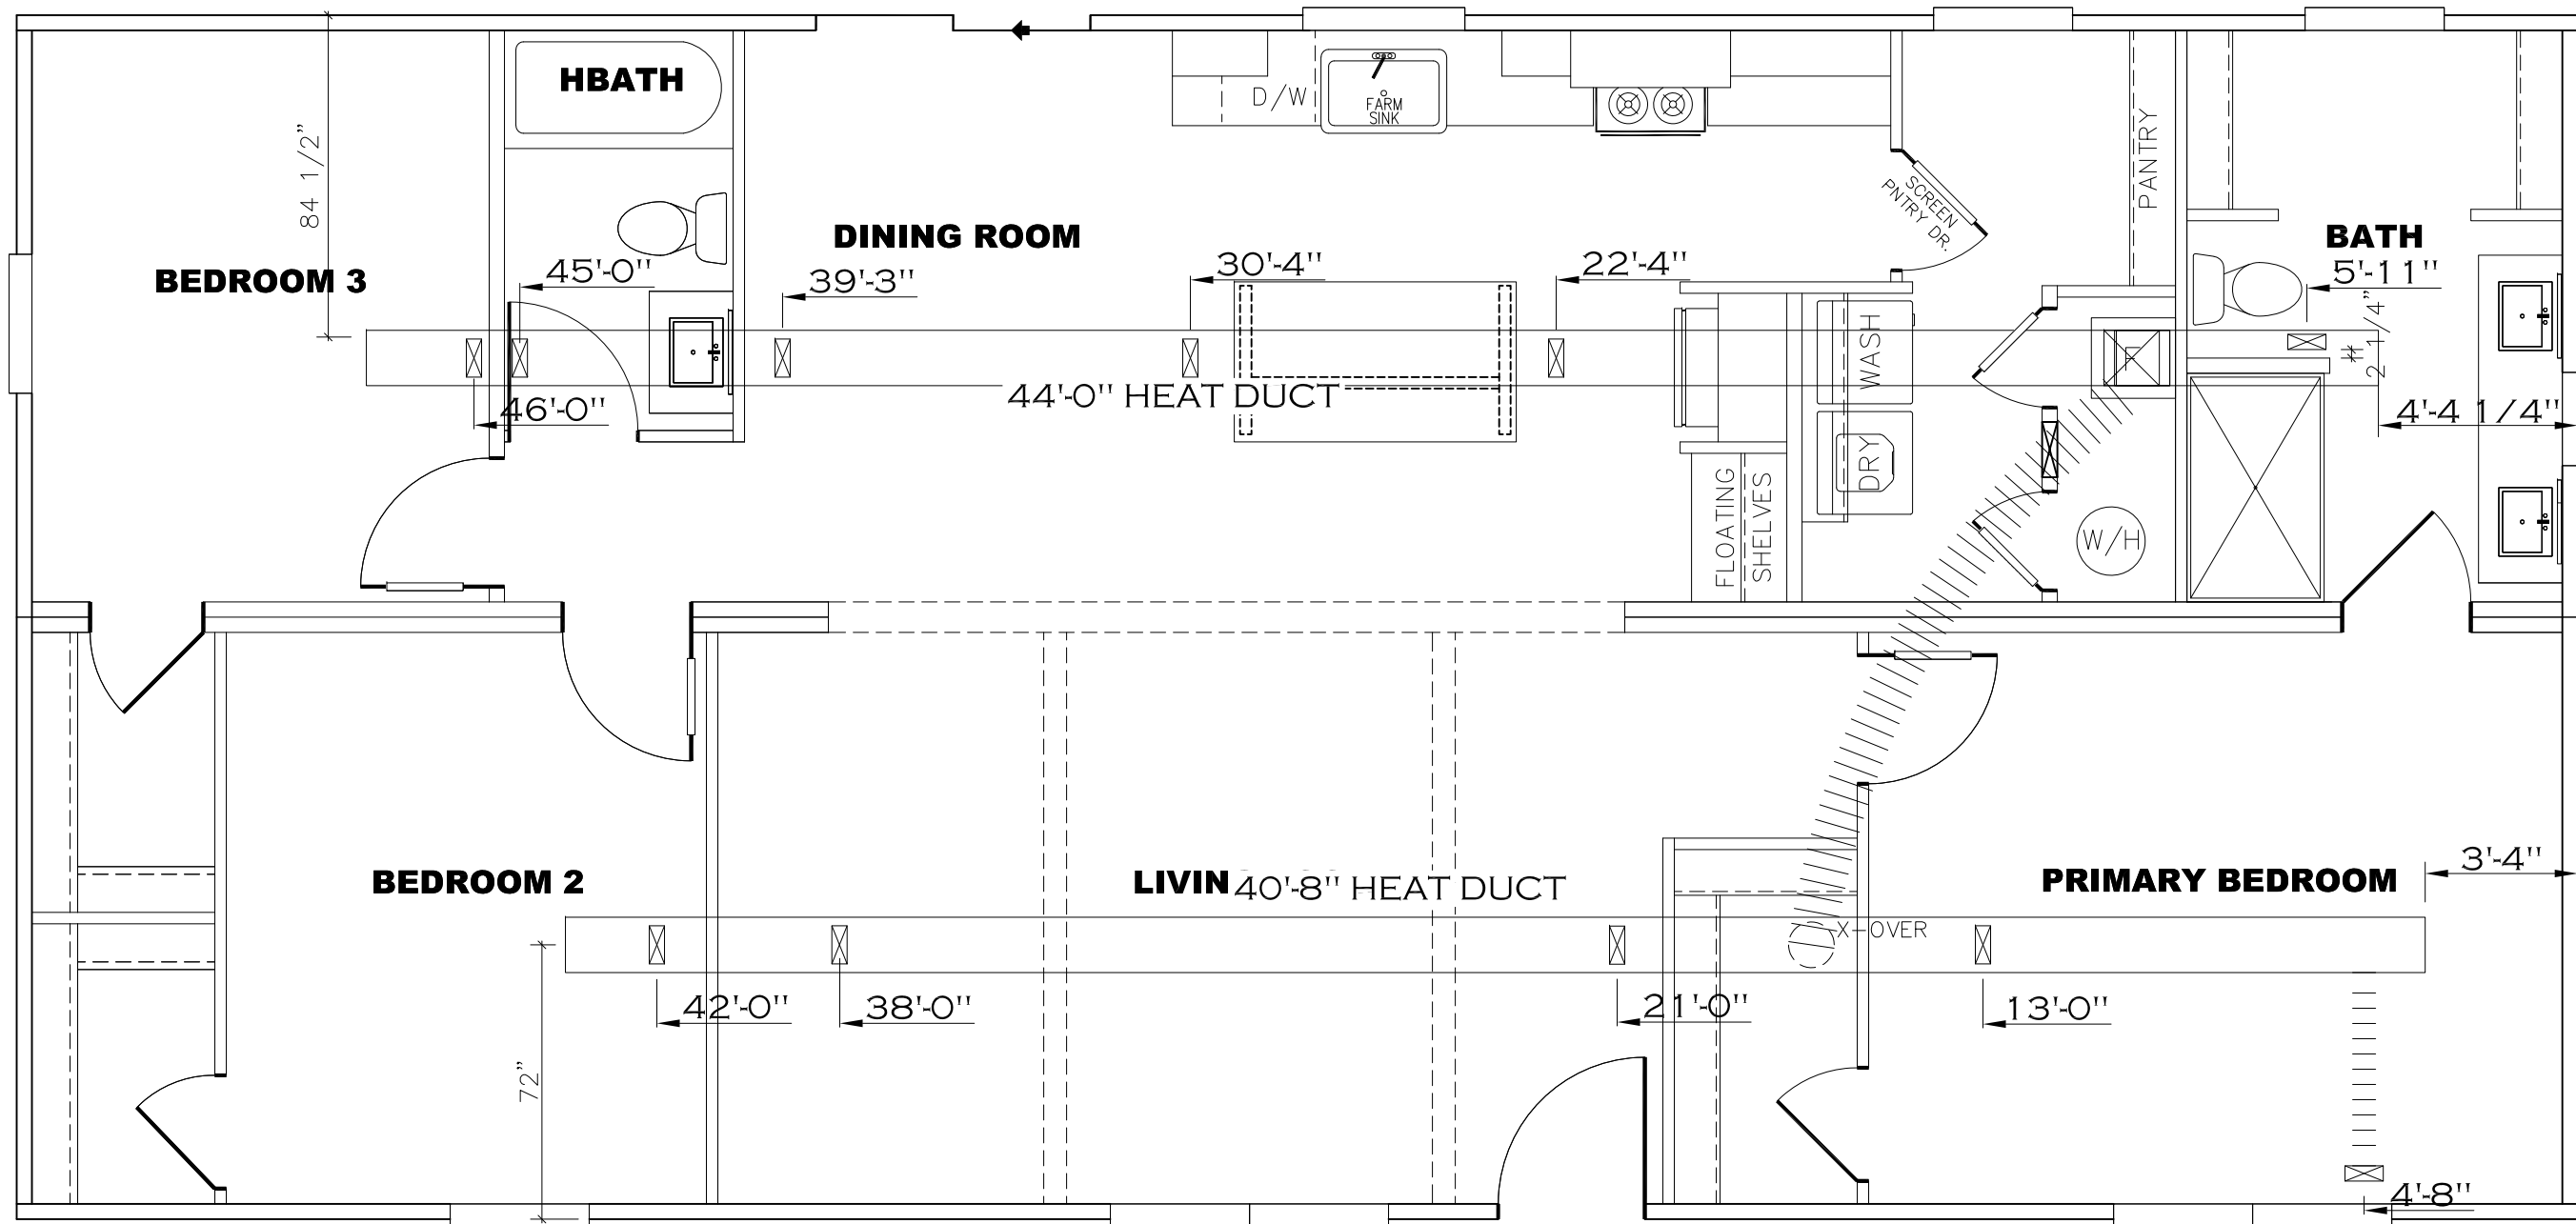 HBATH
D/W
FARM
SINK
84 1/2"
PANTRY
SCREEN
PNTRY DR.
DINING ROOM
BATH
BEDROOM 3
45'-0"
39'-3"
30'-4"
22'-4"
5'-11"
2 1/4"
WASH
F
46'-0"
44'-0" HEAT DUCT
4'-4 1/4"
DRY
FLOATING
SHELVES
W/H
BEDROOM 2
LIVIN
40'-8" HEAT DUCT
PRIMARY BEDROOM
3'-4"
X-OVER
42'-0"
38'-0"
21'-0"
13'-0"
72"
4'-8"